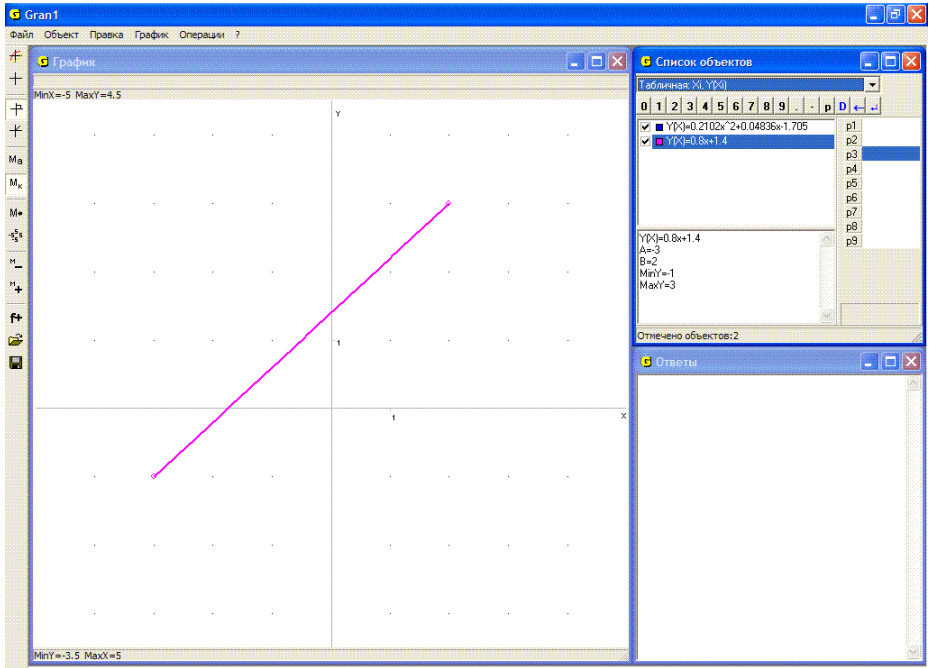 Gran1
Файл Объект Правка График Операции ?
График
MinX=-5 MaxY=4.5
Y
1
1
X
MinY=-3.5 MaxX=5
Ma
Mк
M
-s s s
M
M+
f+
Список объектов
Табличная: Xi, Y(Xi)
0 1 2 3 4 5 6 7 8 9 . - p D ← ↲
Y(X)=0.2102x^2+0.04836x-1.705
Y(X)=0.8x+1.4
p1
p2
p3
p4
p5
p6
p7
p8
p9
Y(X)=0.8x+1.4
A=-3
B=2
MinY=-1
MaxY=3
Отмечено объектов:2
Ответы